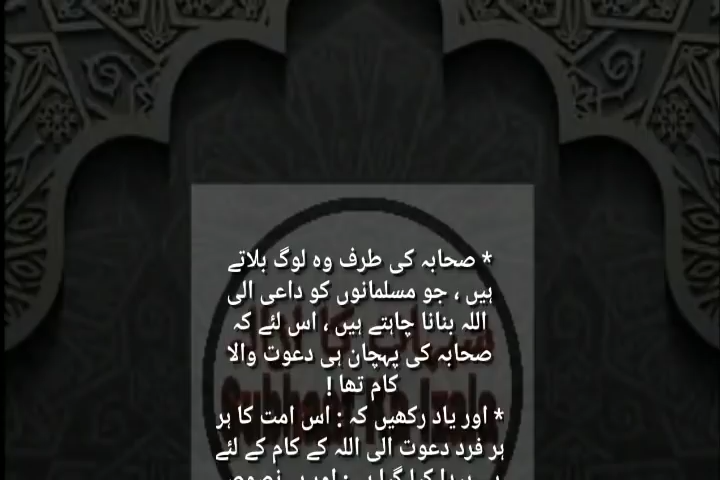 * صحابہ کی طرف وہ لوگ بلاتے
ہیں ، جو مسلمانوں کو داعی الی
اللہ بنانا چاہتے ہیں ، اس لئے کہ
صحابہ کی پہچان ہی دعوت والا
کام تھا !
* اور یاد رکھیں کہ : اس امت کا ہر
ہر فرد دعوت الی اللہ کے کام کے لئے